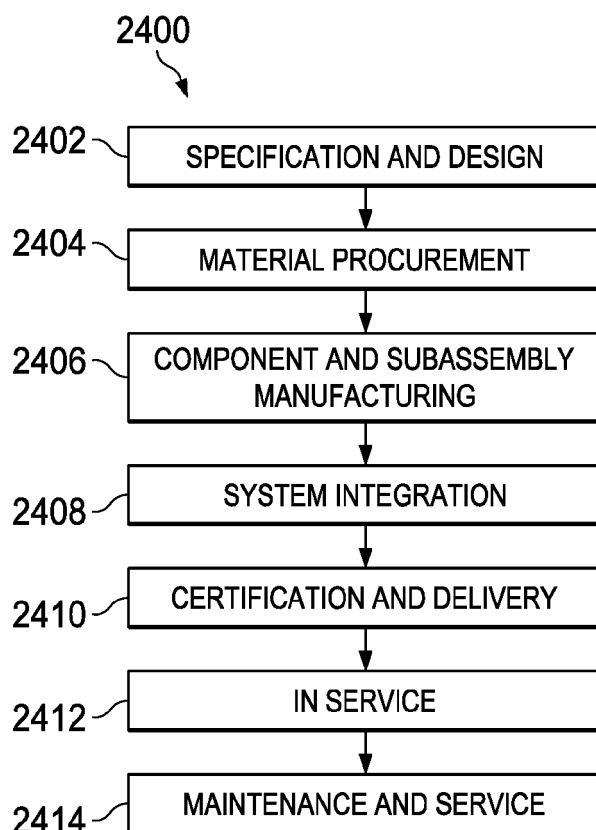 2400
2402
SPECIFICATION AND DESIGN
2404
MATERIAL PROCUREMENT
2406
COMPONENT AND SUBASSEMBLY
MANUFACTURING
2408
SYSTEM INTEGRATION
2410
CERTIFICATION AND DELIVERY
2412
IN SERVICE
2414
MAINTENANCE AND SERVICE